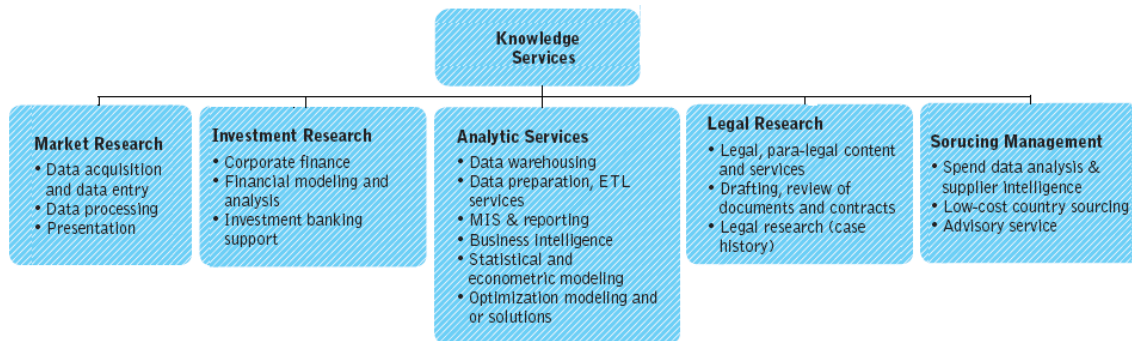 Knowledge
Services
Market Research
• Data acquisition
and data entry
• Data processing
• Presentation
Investment Research
• Corporate finance
• Financial modeling and
analysis
• Investment banking
support
Analytic Services
• Data warehousing
• Data preparation, ETL
services
• MIS & reporting
• Business intelligence
• Statistical and
econometric modeling
• Optimization modeling and
or solutions
Legal Research
• Legal, para-legal content
and services
• Drafting, review of
documents and contracts
• Legal research (case
history)
Sorucing Management
• Spend data analysis &
supplier intelligence
• Low-cost country sourcing
• Advisory service